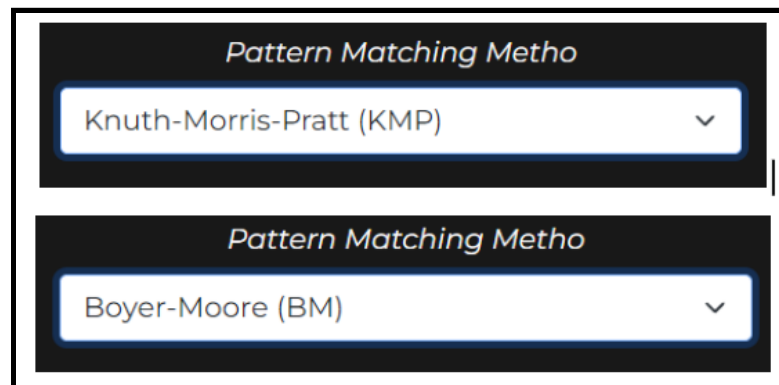 Pattern Matching Metho
Knuth-Morris-Pratt (KMP)
Pattern Matching Metho
Boyer-Moore (BM)